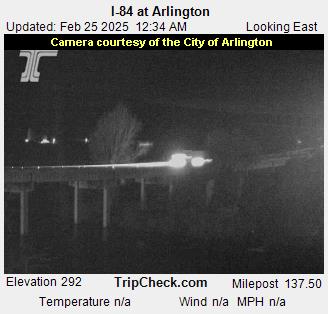 I-84 at Arlington
Updated: Feb 25 2025 12:34 AM Looking East
Camera courtesy of the City of Arlington
Elevation 292 TripCheck.com Milepost 137.50
Temperature n/a Wind n/a MPH n/a